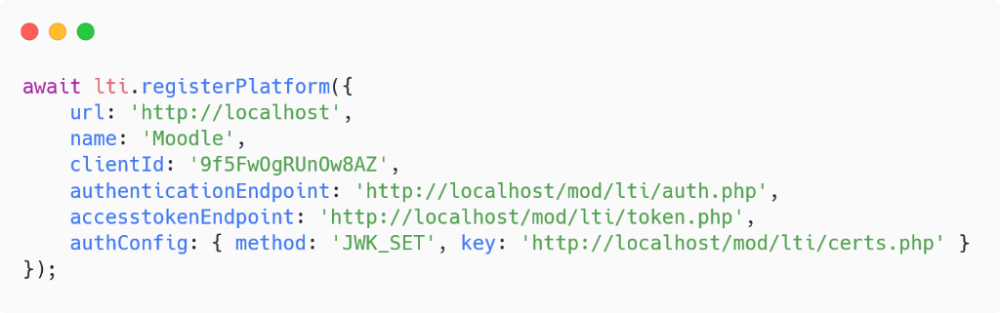 await lti.registerPlatform({
    url: 'http://localhost',
    name: 'Moodle',
    clientId: '9f5FwOgRUnOw8AZ',
    authenticationEndpoint: 'http://localhost/mod/lti/auth.php',
    accesstokenEndpoint: 'http://localhost/mod/lti/token.php',
    authConfig: { method: 'JWK_SET', key: 'http://localhost/mod/lti/certs.php' }
});